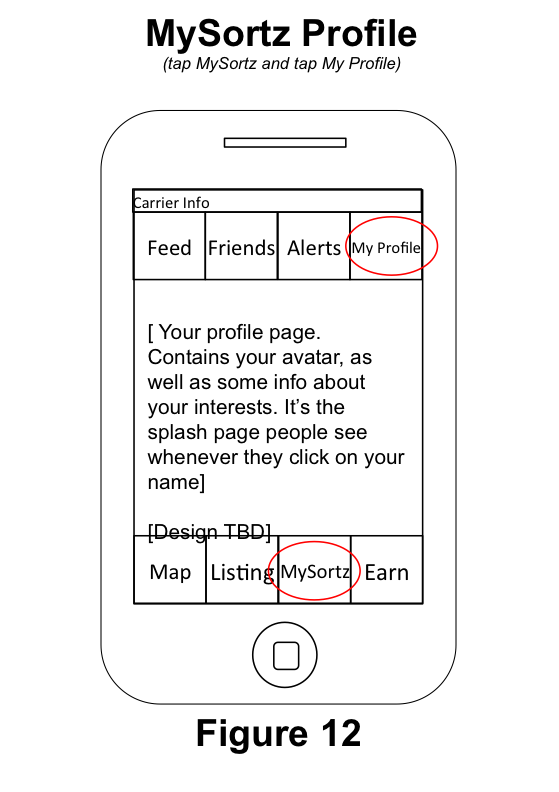 MySortz Profile
(tap MySortz and tap My Profile)
Carrier Info
Feed Friends Alerts My Profile
[ Your profile page.
Contains your avatar, as
well as some info about
your interests. It’s the
splash page people see
whenever they click on your
name]
[Design TBD]
Map Listing MySortz Earn
Figure 12